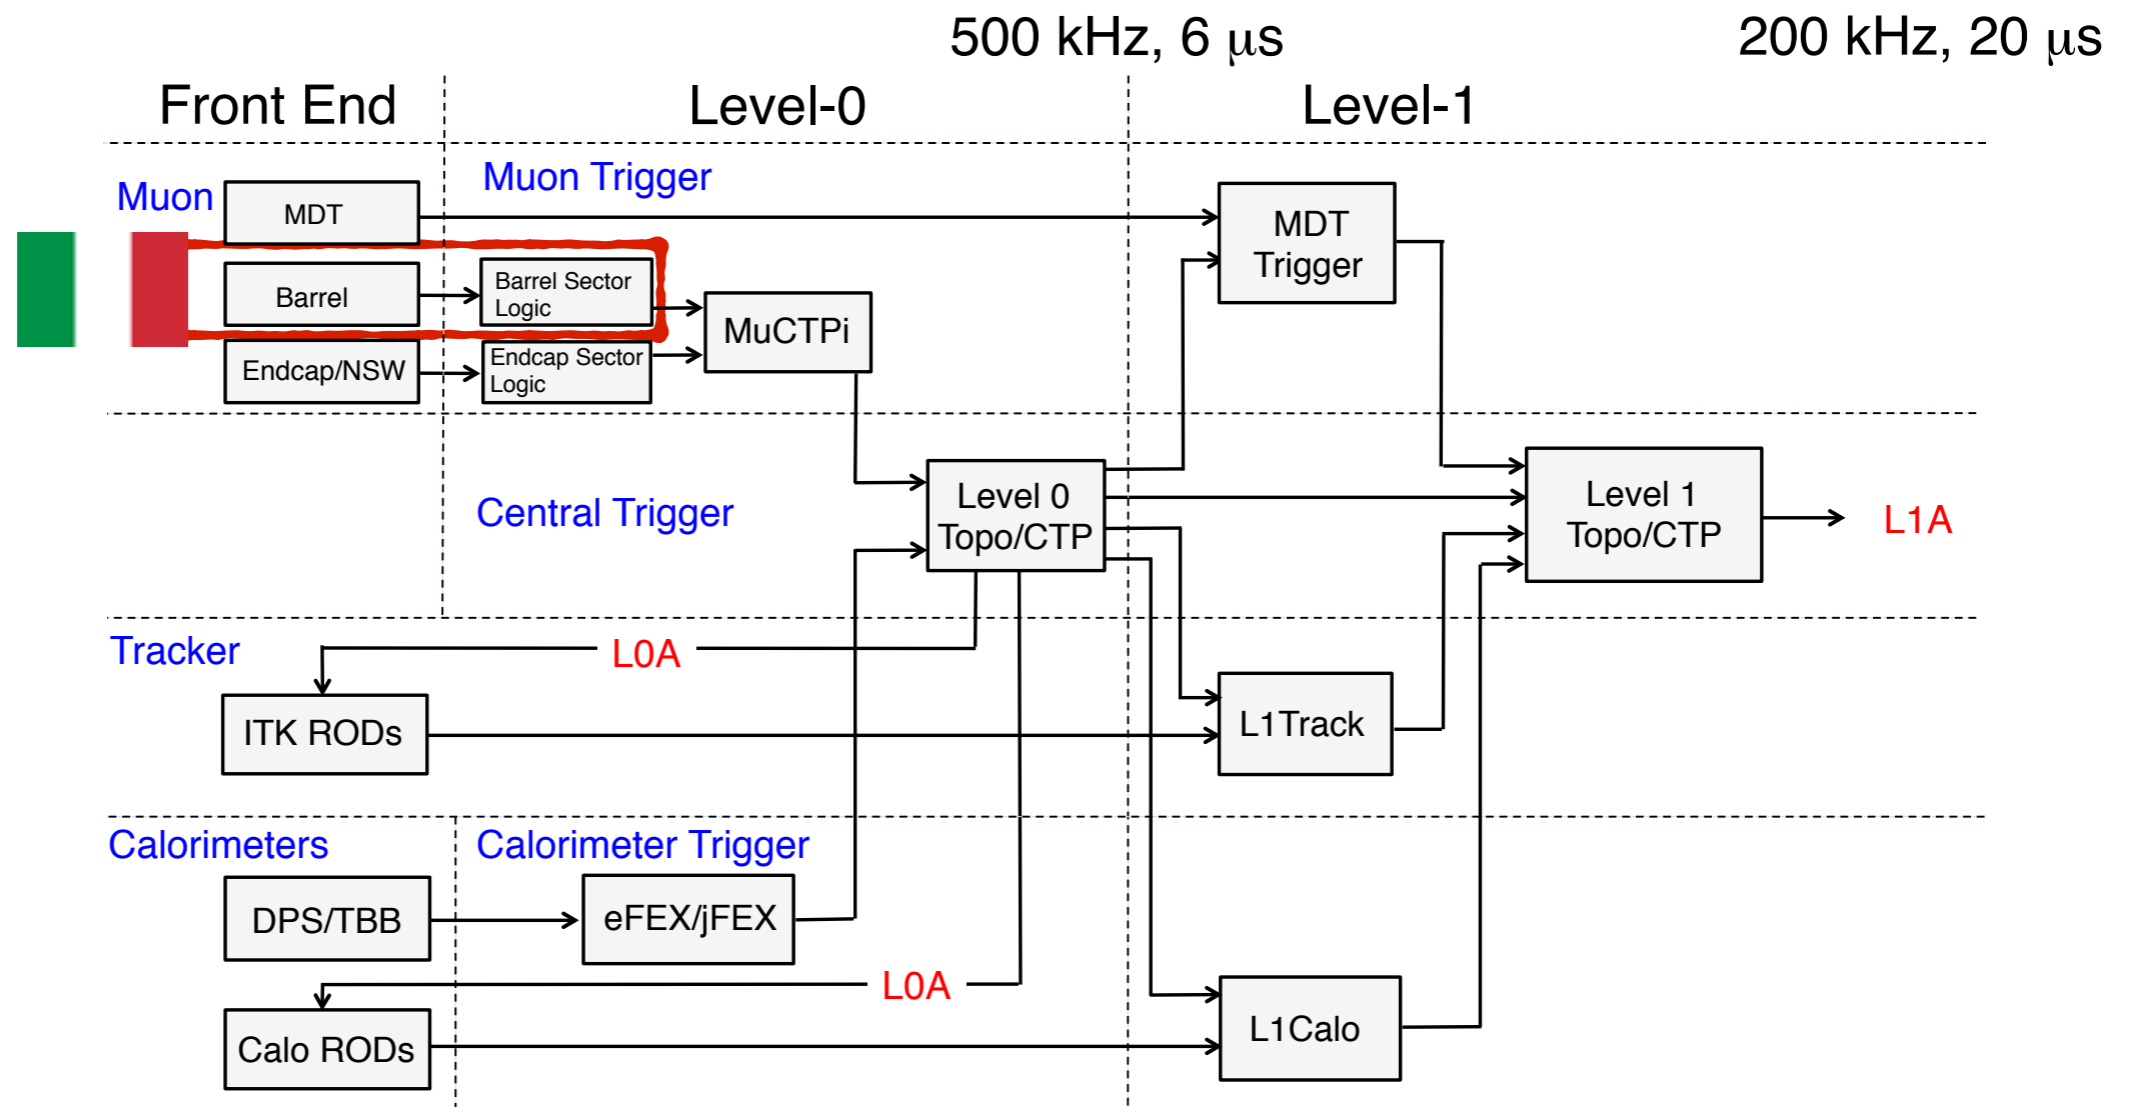 500 kHz, 6 μs
200 kHz, 20 μs
Front End
Level-0
Level-1
Muon
Muon Trigger
MDT
MDT
Trigger
Barrel
Barrel Sector
Logic
MuCTPi
Endcap/NSW
Endcap Sector
Logic
Central Trigger
Level 0
Topo/CTP
Level 1
Topo/CTP
L1A
Tracker
L0A
ITK RODs
L1Track
Calorimeters
Calorimeter Trigger
DPS/TBB
eFEX/jFEX
L0A
Calo RODs
L1Calo